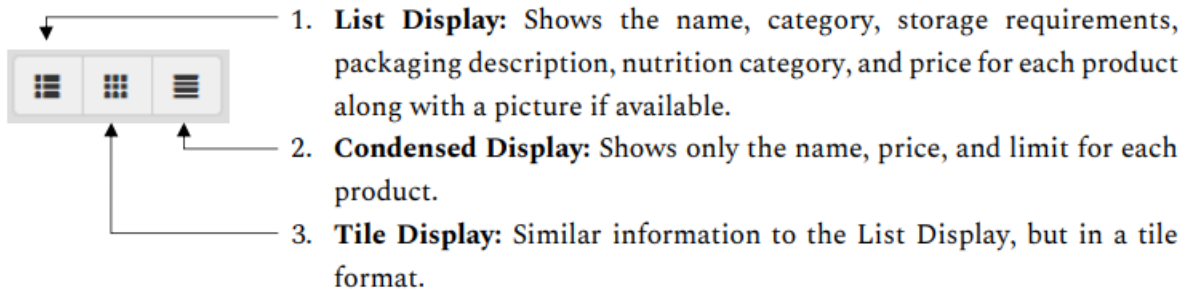 1. List Display: Shows the name, category, storage requirements,
packaging description, nutrition category, and price for each product
along with a picture if available.
2. Condensed Display: Shows only the name, price, and limit for each
product.
3. Tile Display: Similar information to the List Display, but in a tile
format.